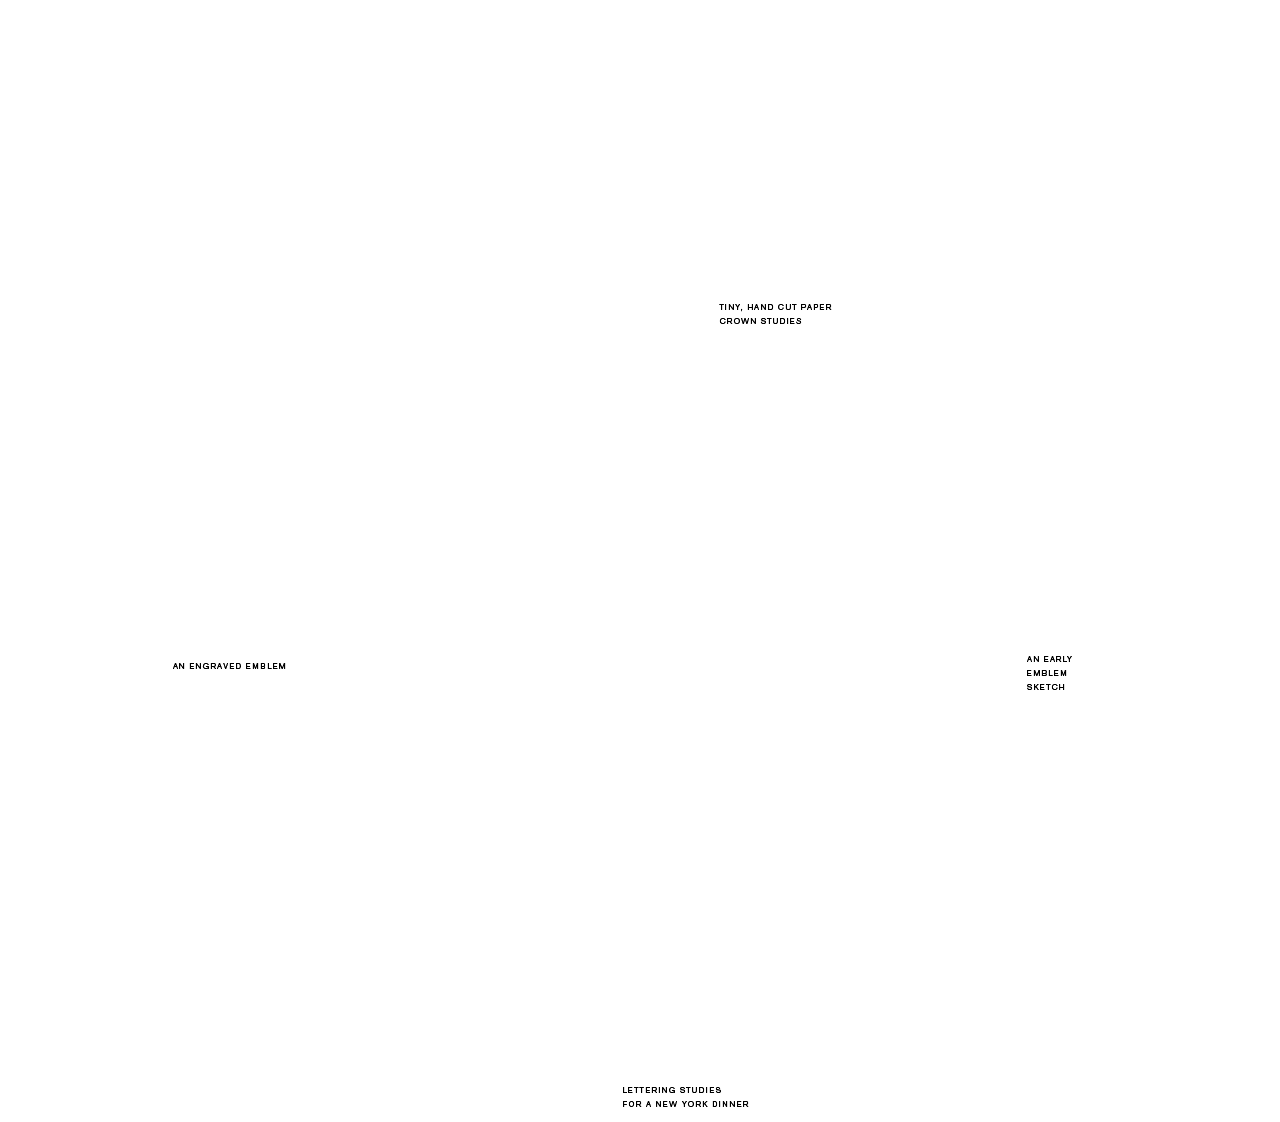 TINY, HAND CUT PAPER
CROWN STUDIES
AN ENGRAVED EMBLEM
AN EARLY
EMBLEM
SKETCH
LETTERING STUDIES
FOR A NEW YORK DINNER